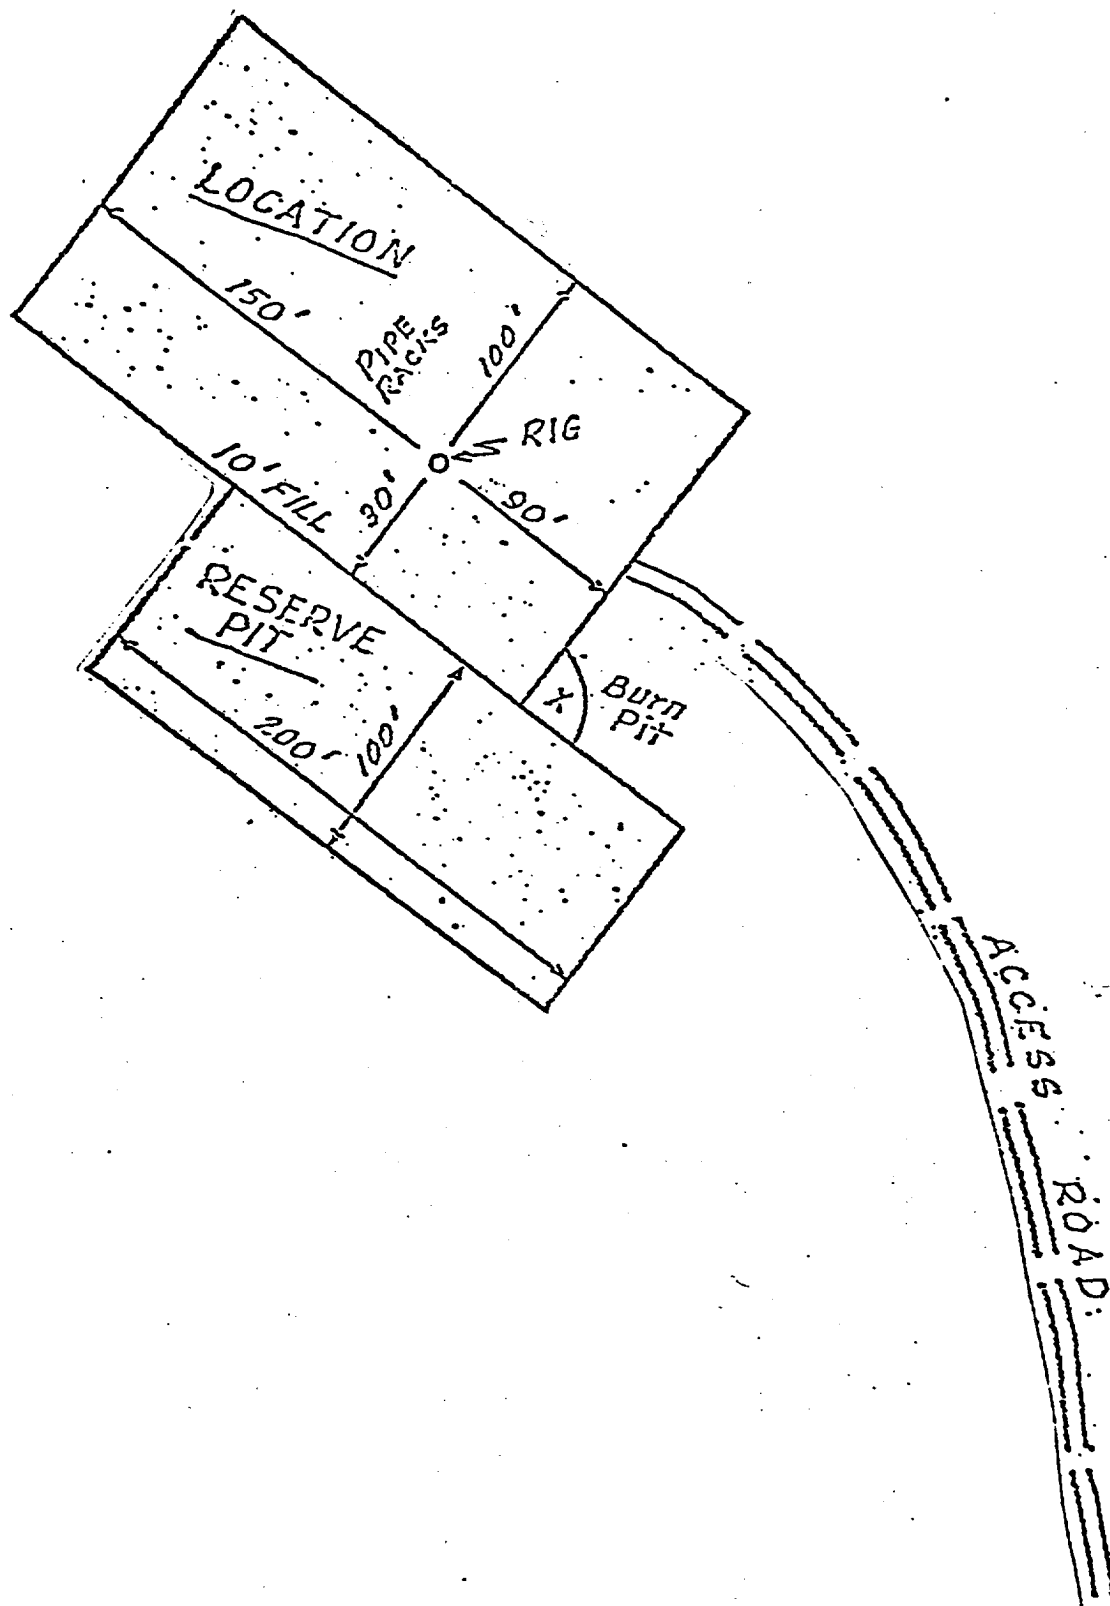 LOCATION
150'
PIPE
RACKS
100'
RIG
10' FILL
30'
90'
RESERVE
PIT
200'
100'
X
Burn
Pit
ACCESS ROAD